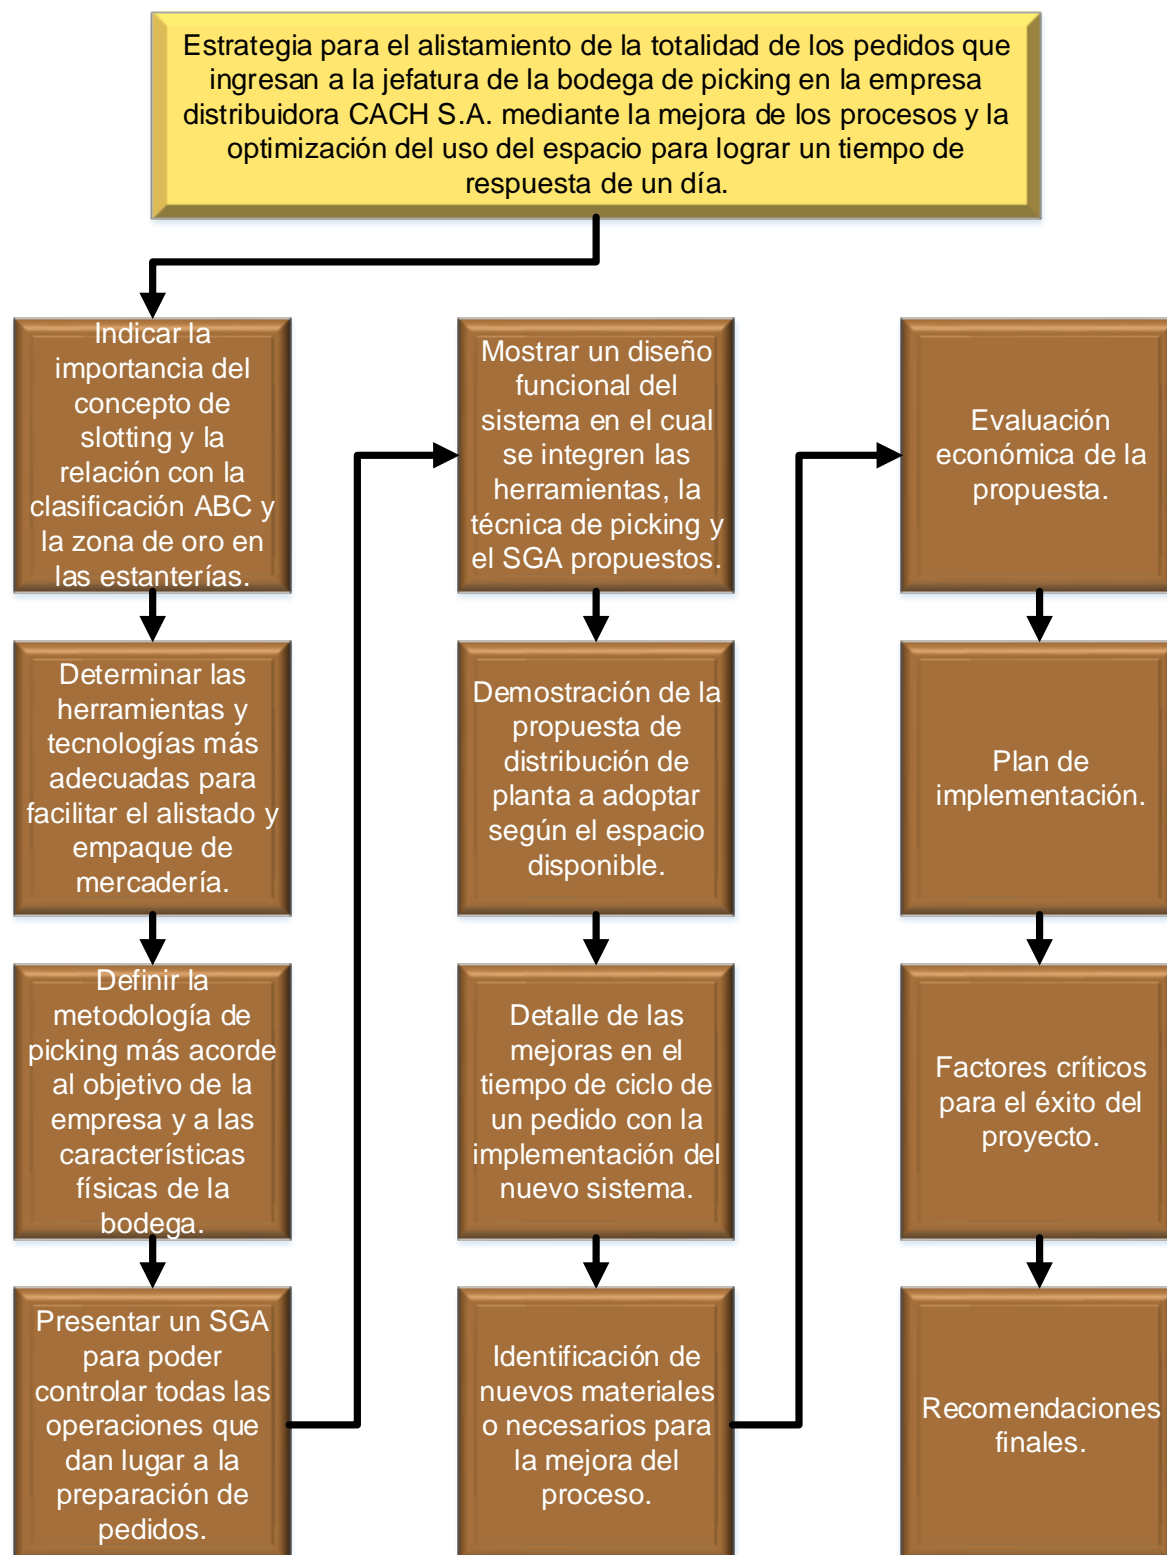 Estrategia para el alistamiento de la totalidad de los pedidos que
ingresan a la jefatura de la bodega de picking en la empresa
distribuidora CACH S.A. mediante la mejora de los procesos y la
optimización del uso del espacio para lograr un tiempo de
respuesta de un día.
Indicar la
importancia del
concepto de
slotting y la
relación con la
clasificación ABC y
la zona de oro en
las estanterías.
Determinar las
herramientas y
tecnologías más
adecuadas para
facilitar el alistado y
empaque de
mercadería.
Definir la
metodología de
picking más acorde
al objetivo de la
empresa y a las
características
físicas de la
bodega.
Presentar un SGA
para poder
controlar todas las
operaciones que
dan lugar a la
preparación de
pedidos.
Mostrar un diseño
funcional del
sistema en el cual
se integren las
herramientas, la
técnica de picking y
el SGA propuestos.
Demostración de la
propuesta de
distribución de
planta a adoptar
según el espacio
disponible.
Detalle de las
mejoras en el
tiempo de ciclo de
un pedido con la
implementación del
nuevo sistema.
Identificación de
nuevos materiales
o necesarios para
la mejora del
proceso.
Evaluación
económica de la
propuesta.
Plan de
implementación.
Factores críticos
para el éxito del
proyecto.
Recomendaciones
finales.